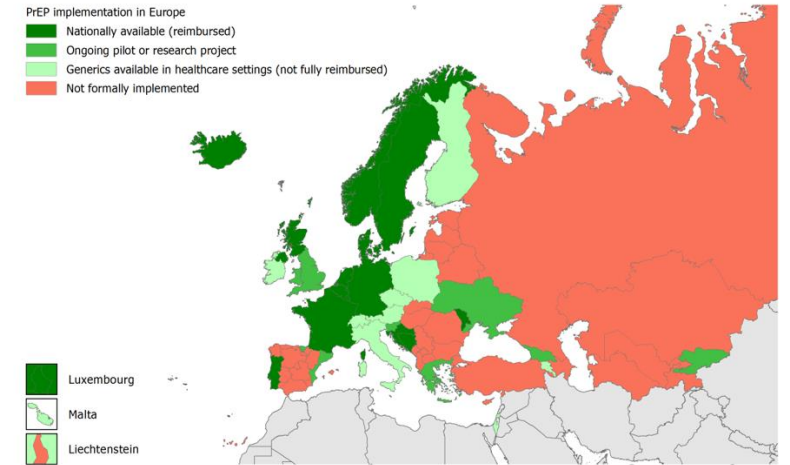 PrEP implementation in Europe
Nationally available (reimbursed)
Ongoing pilot or research project
Generics available in healthcare settings (not fully reimbursed)
Not formally implemented
Luxembourg
Malta
Liechtenstein